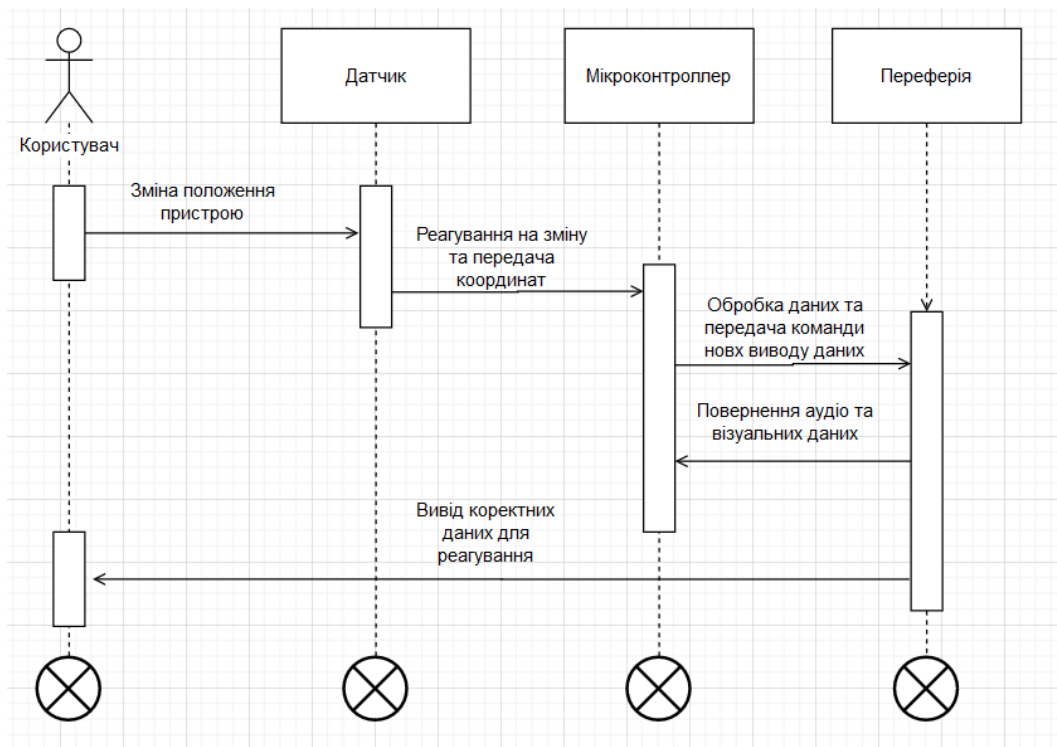 Датчик
Мікроконтроллер
Переферія
Користувач
Зміна положення
пристрою
Реагування на зміну
та передача
координат
Обробка даних та
передача команди
новх виводу даних
Повернення аудіо та
візуальних даних
Вивід коректних
даних для
реагування